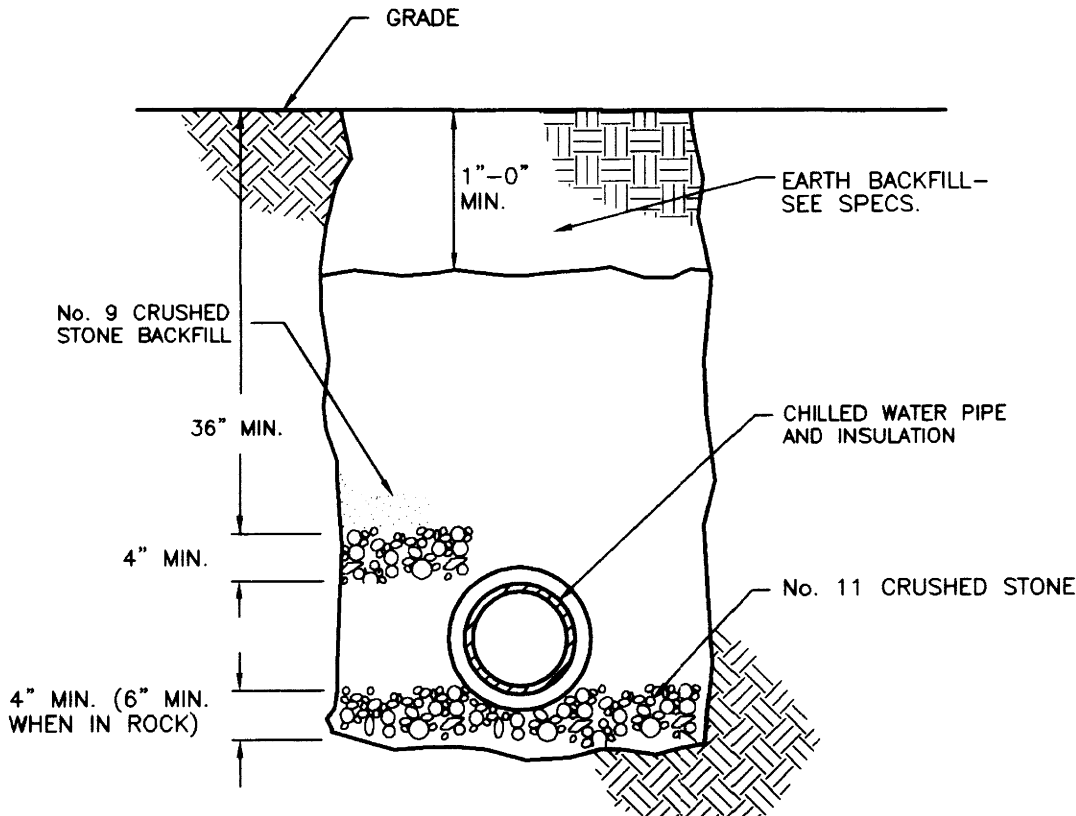 GRADE
1"-0"
MIN.
EARTH BACKFILL-
SEE SPECS.
No. 9 CRUSHED
STONE BACKFILL
36" MIN.
CHILLED WATER PIPE
AND INSULATION
4" MIN.
No. 11 CRUSHED STONE
4" MIN. (6" MIN.
WHEN IN ROCK)